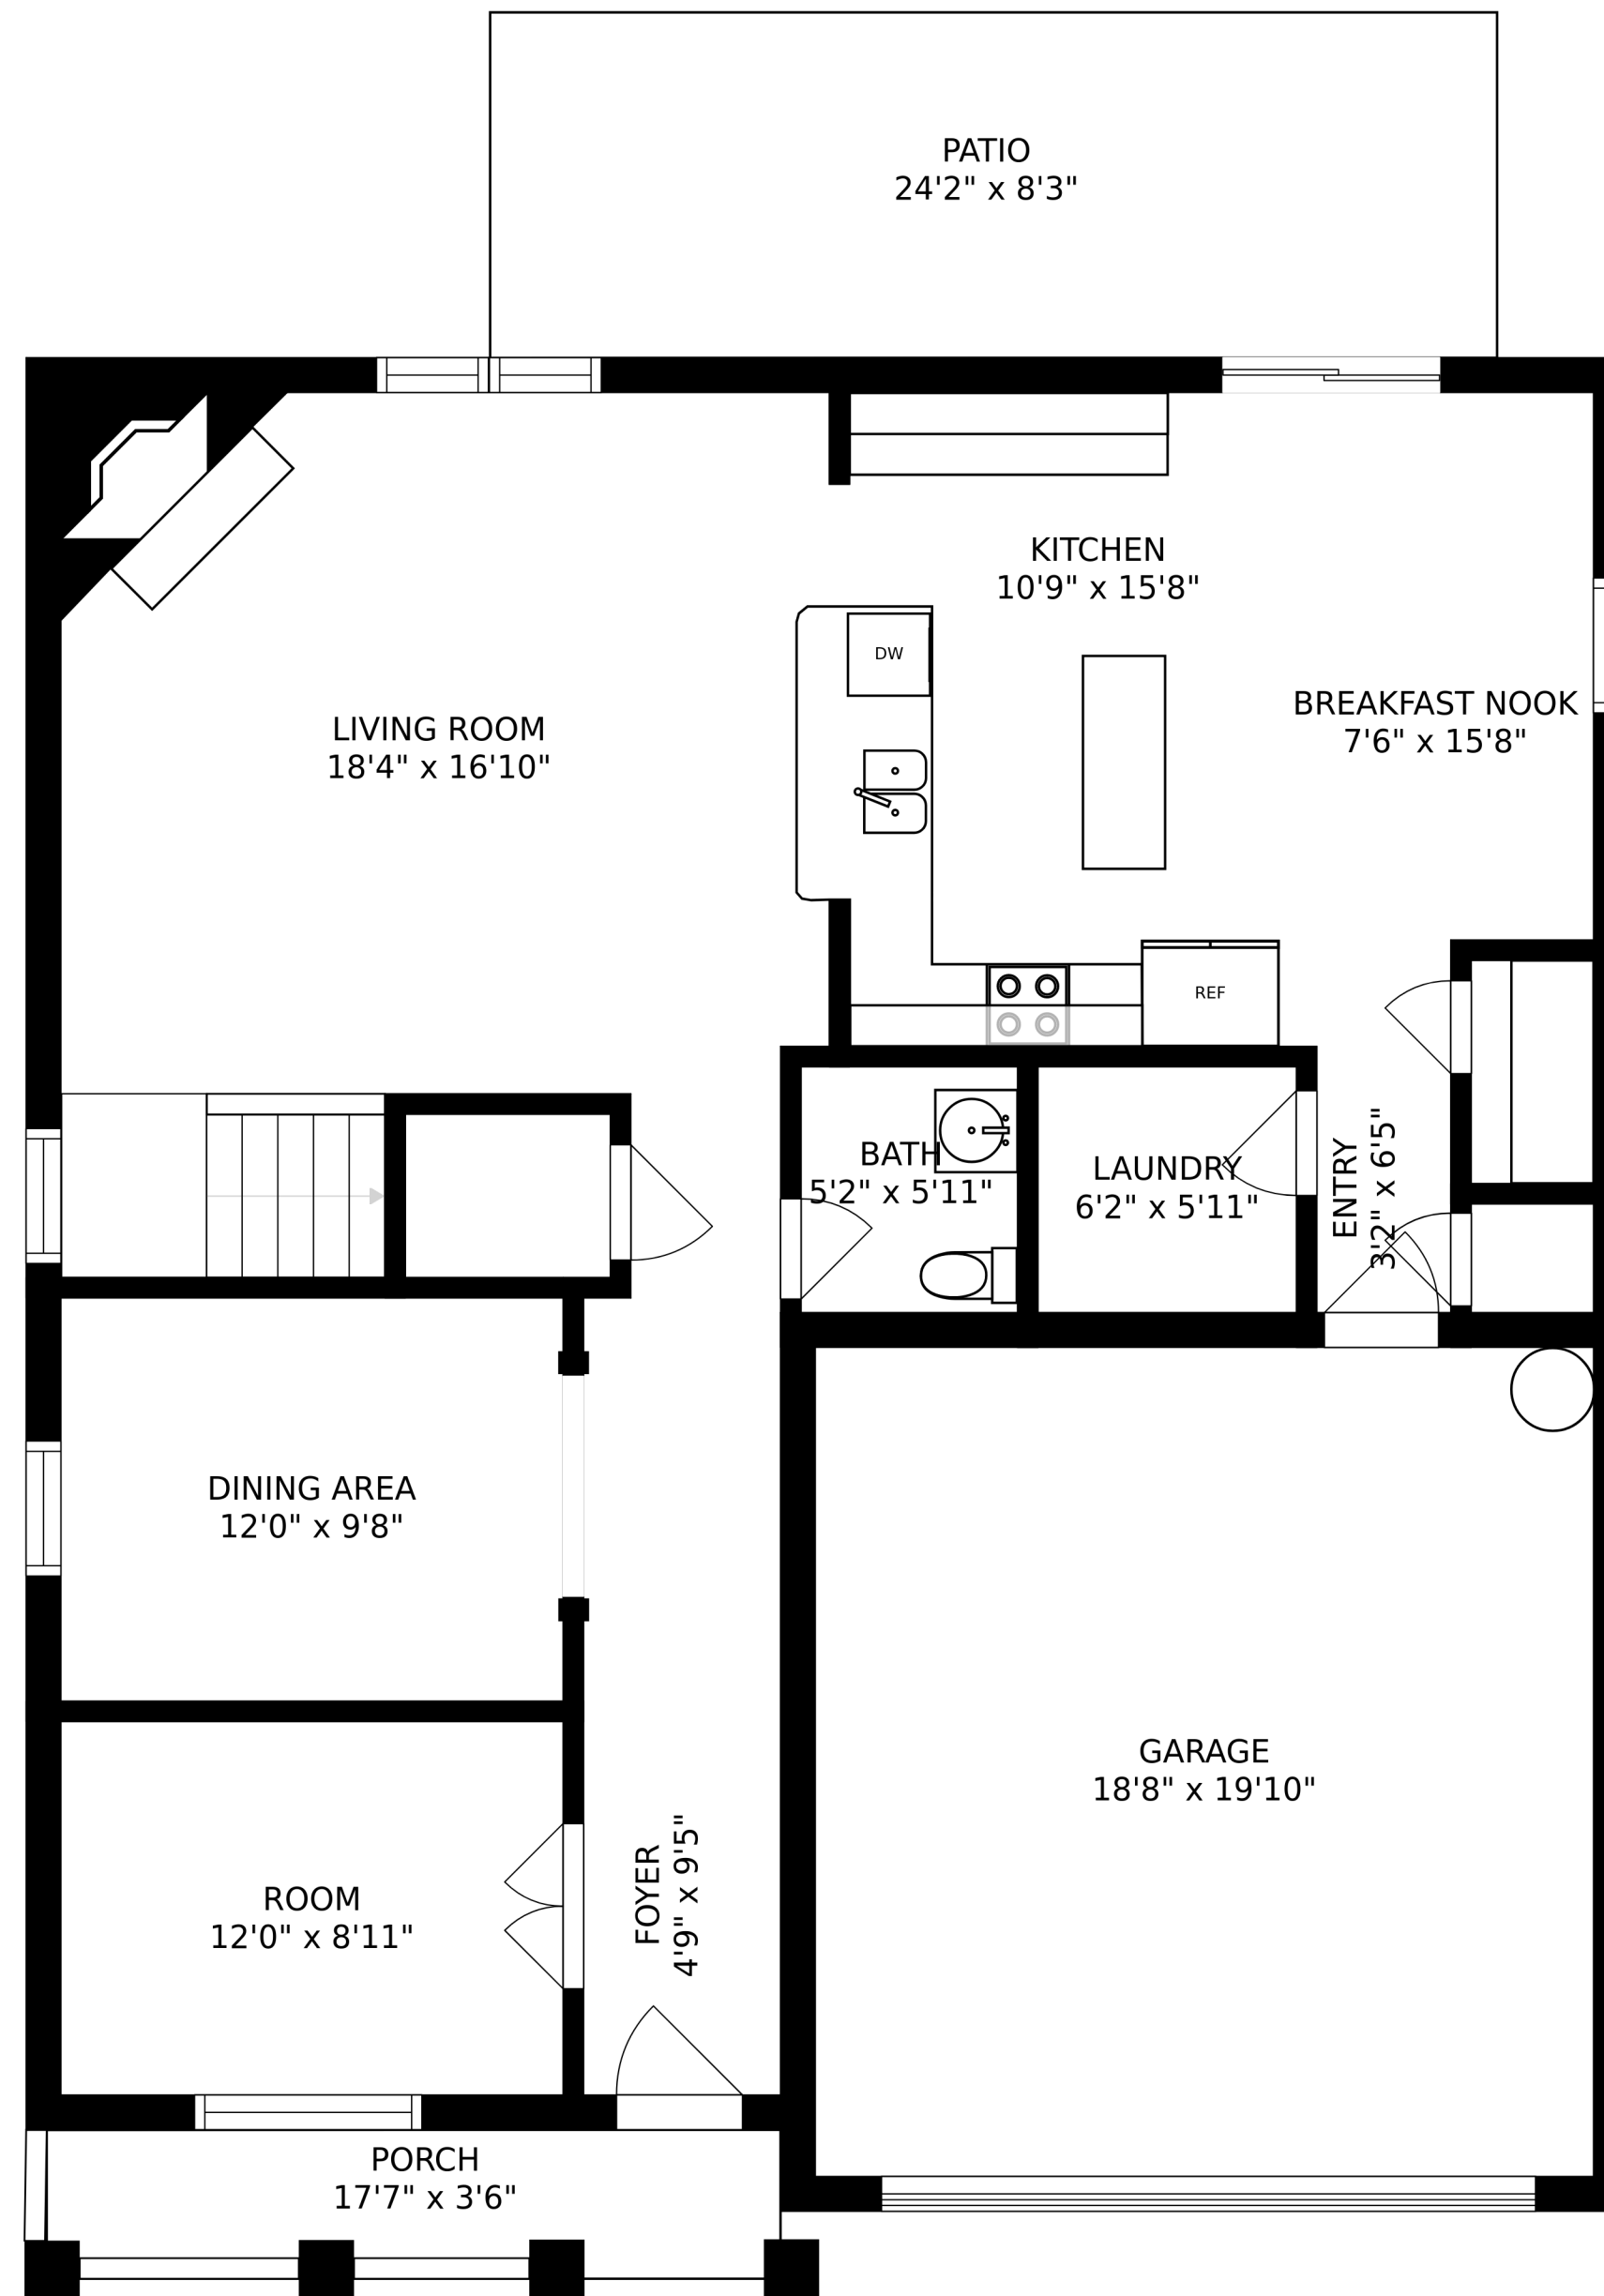 PATIO
24'2" x 8'3"
KITCHEN
10'9" x 15'8"
DW
BREAKFAST NOOK
7'6" x 15'8"
LIVING ROOM
18'4" x 16'10"
REF
BATH
5'2" x 5'11"
LAUNDRY
6'2" x 5'11"
ENTRY
3'2" x 6'5"
DINING AREA
12'0" x 9'8"
GARAGE
18'8" x 19'10"
ROOM
12'0" x 8'11"
FOYER
4'9" x 9'5"
PORCH
17'7" x 3'6"